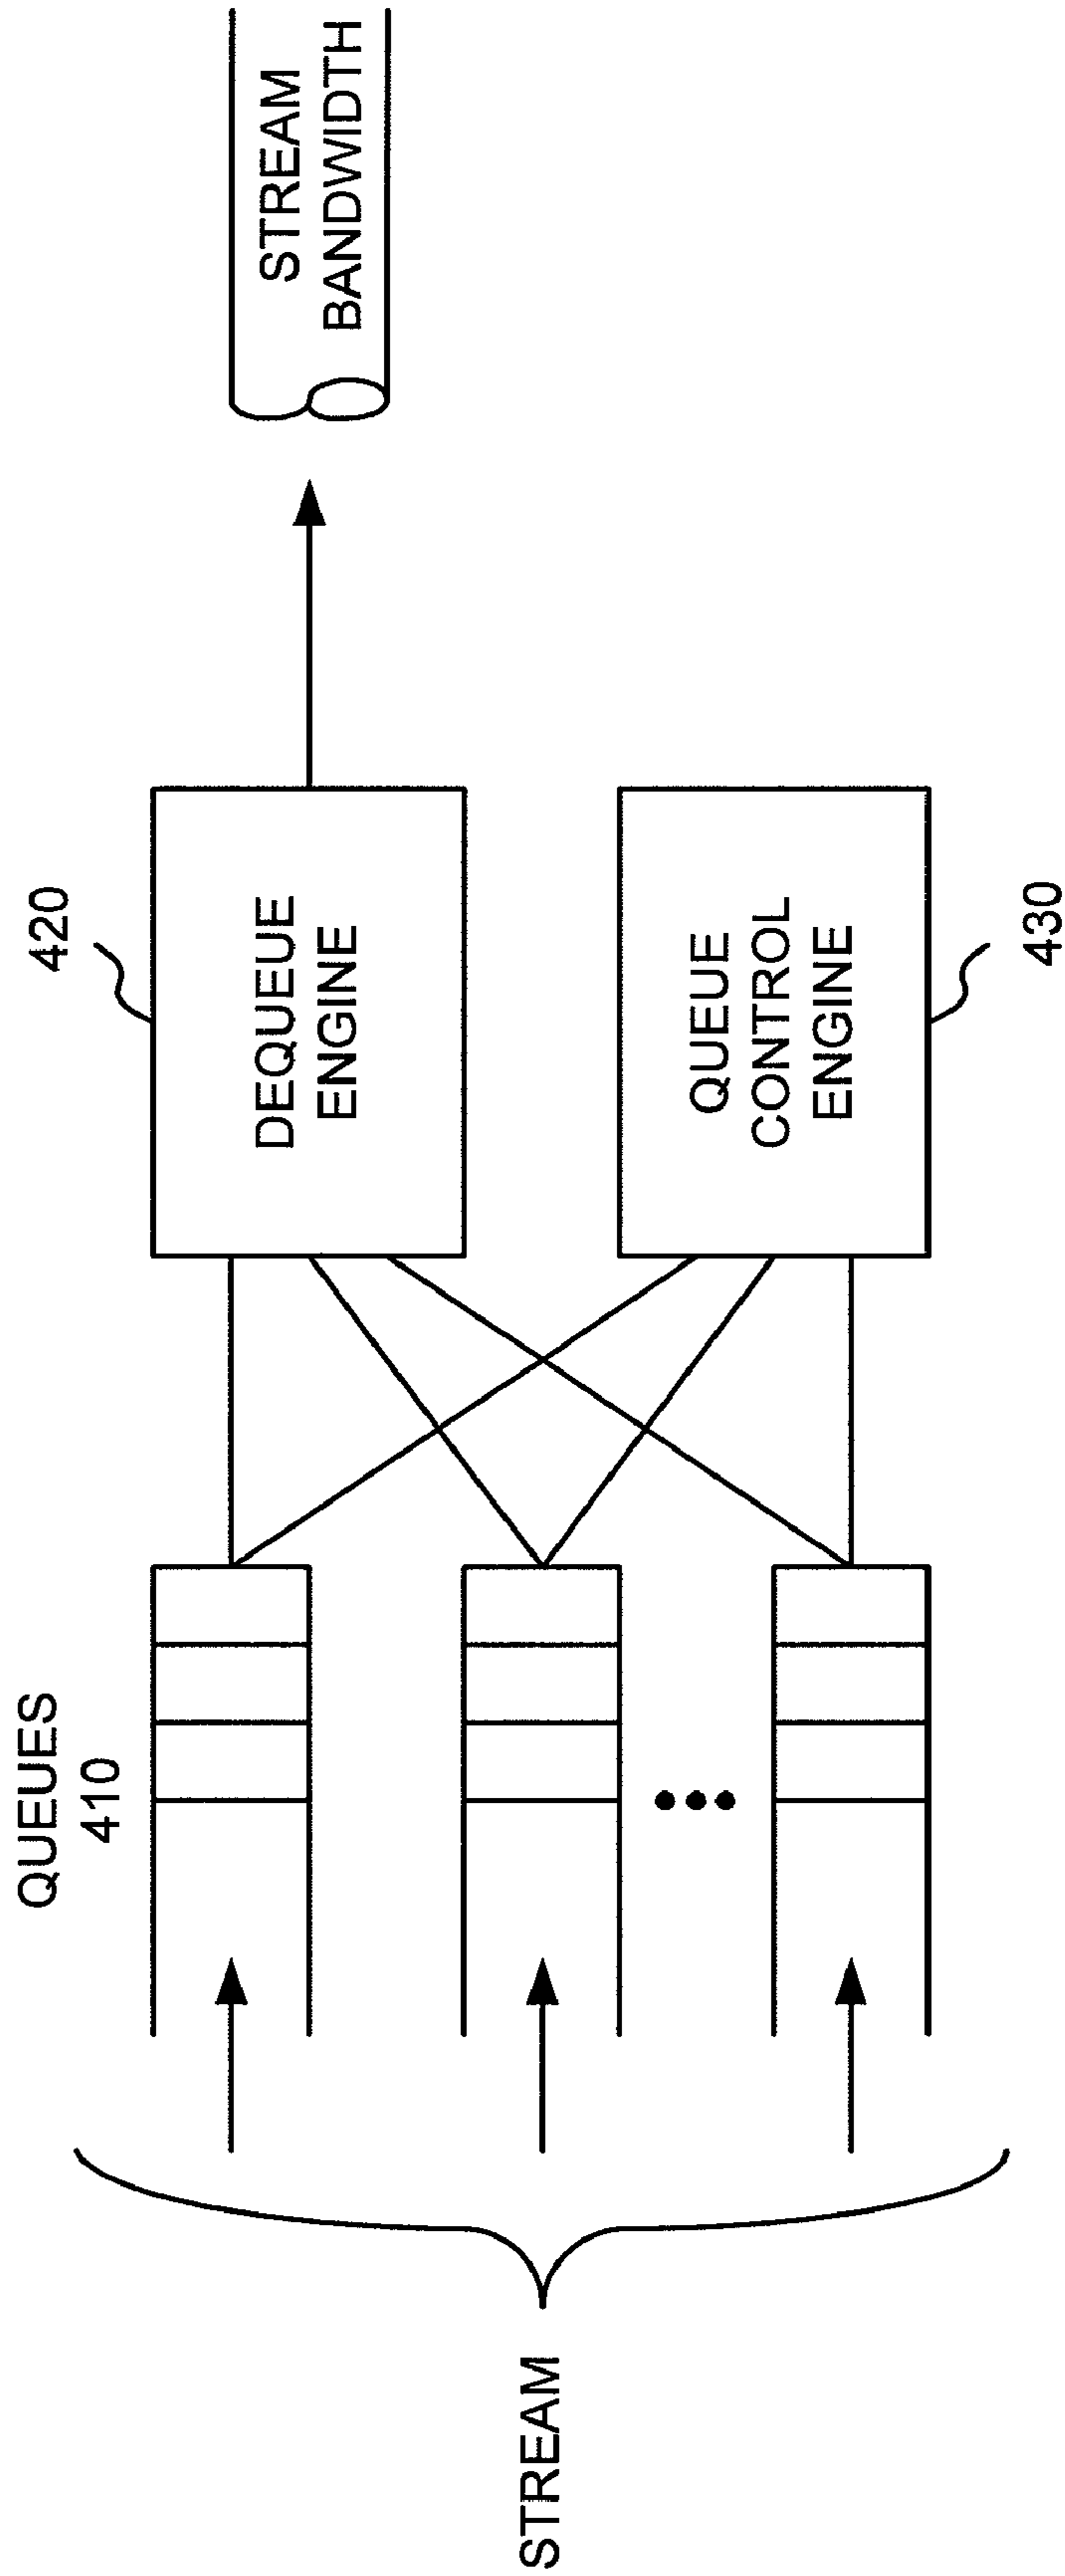 QUEUES
410
420
STREAM
DEQUEUE
ENGINE
STREAM
BANDWIDTH
QUEUE
CONTROL
ENGINE
430